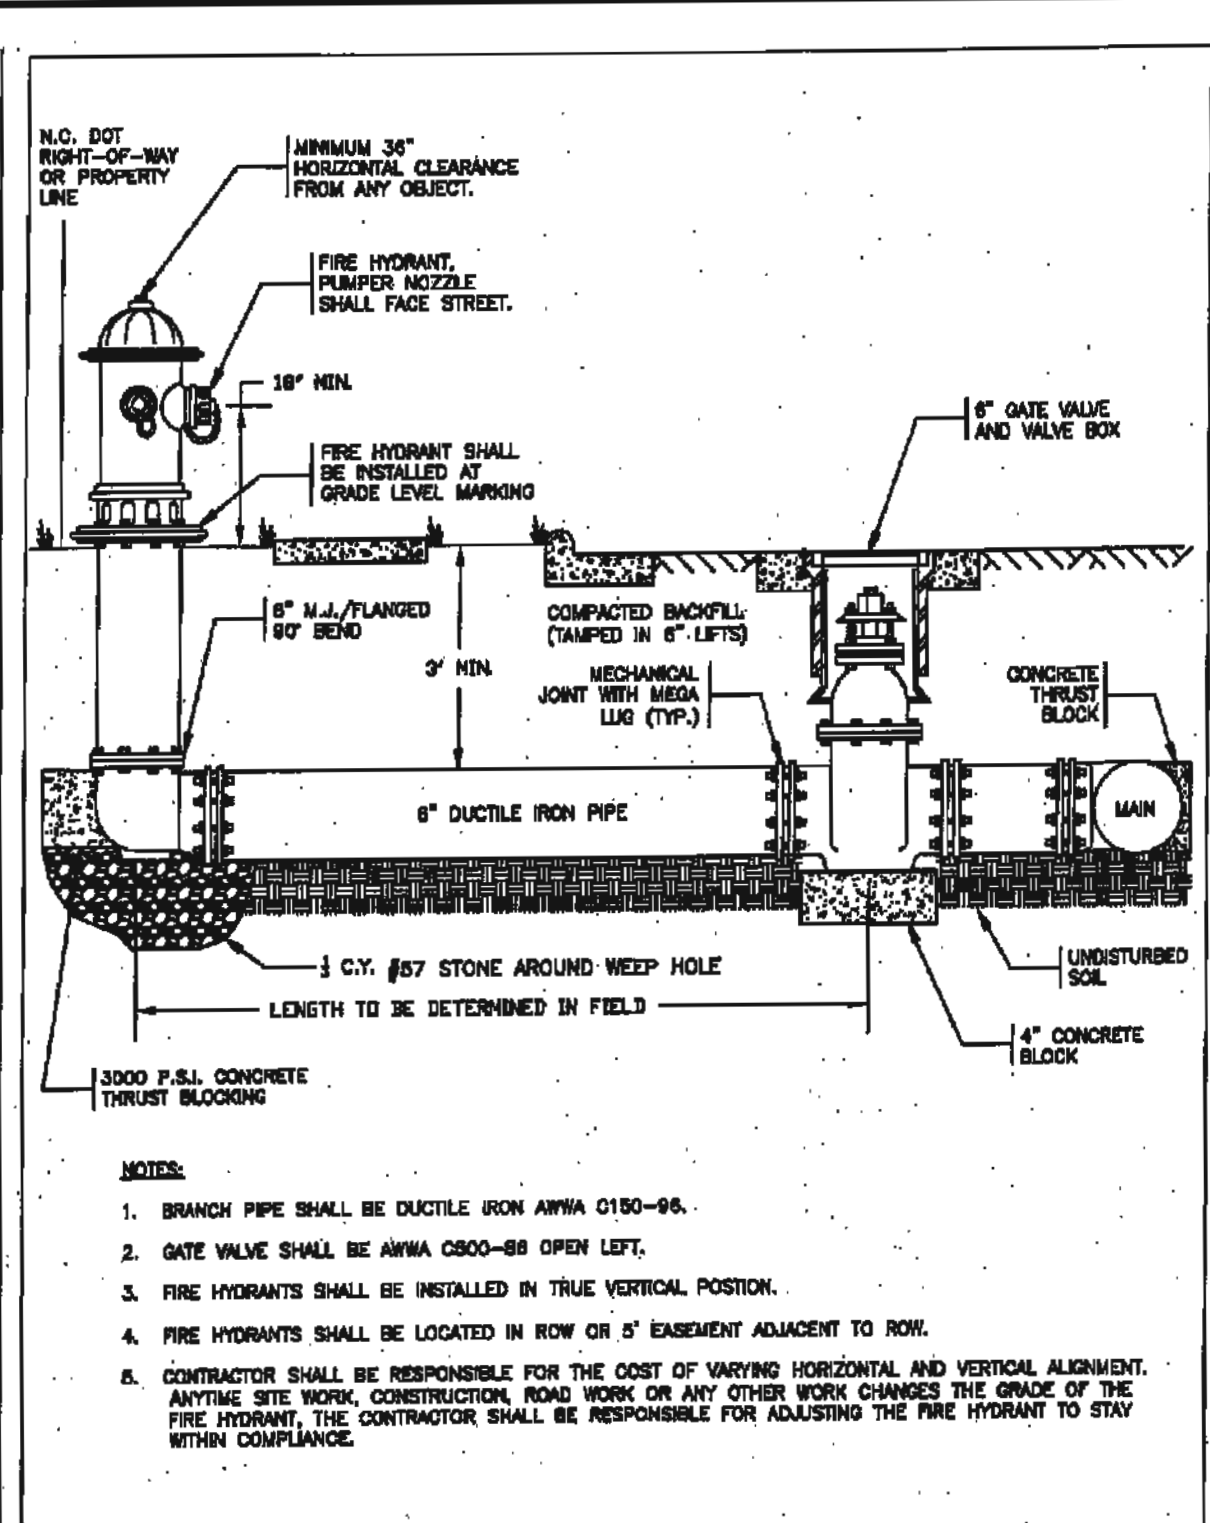 N.C. DOT
RIGHT-OF-WAY
OR PROPERTY
LINE
MINIMUM 36"
HORIZONTAL CLEARANCE
FROM ANY OBJECT.
FIRE HYDRANT,
PUMPER NOZZLE
SHALL FACE STREET.
18" MIN.
FIRE HYDRANT SHALL
BE INSTALLED AT
GRADE LEVEL MARKING
6" GATE VALVE
AND VALVE BOX
6" M.J./FLANGED
90° BEND
COMPACTED BACKFILL
(TAMPED IN 6" LIFTS)
3' MIN.
MECHANICAL
JOINT WITH MEGA
LUG (TYP.)
CONCRETE
THRUST
BLOCK
6" DUCTILE IRON PIPE
MAIN
1/3 C.Y. #57 STONE AROUND WEEP HOLE
LENGTH TO BE DETERMINED IN FIELD
UNDISTURBED
SOIL
4" CONCRETE
BLOCK
3000 P.S.I. CONCRETE
THRUST BLOCKING
NOTES:
1. BRANCH PIPE SHALL BE DUCTILE IRON AWWA C150-96.
2. GATE VALVE SHALL BE AWWA OPEN LEFT.
3. FIRE HYDRANTS SHALL BE INSTALLED IN TRUE VERTICAL POSTION.
4. FIRE HYDRANTS SHALL BE LOCATED IN ROW OR 5' EASEMENT ADJACENT TO ROW.
5. CONTRACTOR SHALL BE RESPONSIBLE FOR THE COST OF VARYING HORIZONTAL AND VERTICAL ALIGNMENT.
ANYTIME SITE WORK, CONSTRUCTION, ROAD WORK OR ANY OTHER WORK CHANGES THE GRADE OF THE
FIRE HYDRANT, THE CONTRACTOR SHALL BE RESPONSIBLE FOR ADJUSTING THE FIRE HYDRANT TO STAY
WITHIN COMPLIANCE.